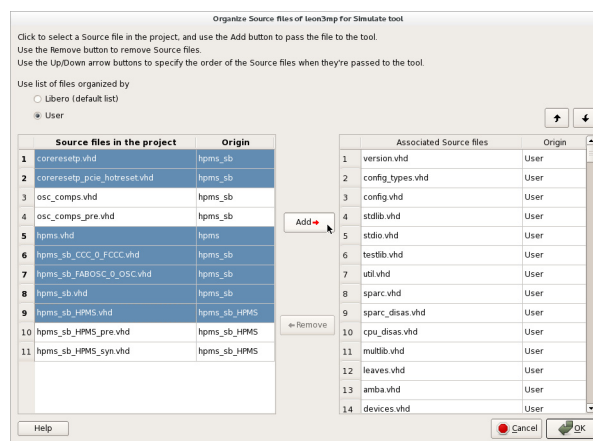 Organize Source files of leon3mp for Simulate tool
Click to select a Source file in the project, and use the Add button to pass the file to the tool.
Use the Remove button to remove Source files.
Use the Up/Down arrow buttons to specify the order of the Source files when they're passed to the tool.
Use list of files organized by
Libero (default list)
User
Source files in the project Origin
1 coreresetp.vhd hpms_sb
2 coreresetp_pcie_hotreset.vhd hpms_sb
3 osc_comps.vhd hpms_sb
4 osc_comps_pre.vhd hpms_sb
5 hpms.vhd hpms
6 hpms_sb_CCC_0_FCCC.vhd hpms_sb
7 hpms_sb_FABOSC_0_OSC.vhd hpms_sb
8 hpms_sb.vhd hpms_sb
9 hpms_sb_HPMS.vhd hpms_sb_HPMS
10 hpms_sb_HPMS_pre.vhd hpms_sb_HPMS
11 hpms_sb_HPMS_syn.vhd hpms_sb_HPMS
Add
Remove
Associated Source files Origin
1 version.vhd User
2 config_types.vhd User
3 config.vhd User
4 stdlib.vhd User
5 stdio.vhd User
6 testlib.vhd User
7 util.vhd User
8 sparc.vhd User
9 sparc_disas.vhd User
10 cpu_disas.vhd User
11 multlib.vhd User
12 leaves.vhd User
13 amba.vhd User
14 devices.vhd User
Help
Cancel
OK